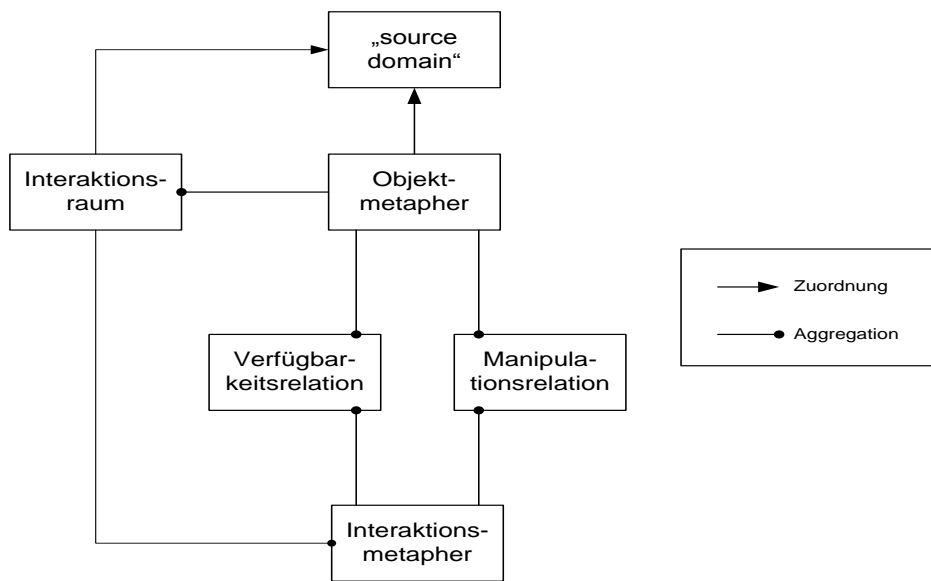 „source
domain“
Interaktions-
raum
Objekt-
metapher
Zuordnung
Aggregation
Verfügbar-
keitsrelation
Manipula-
tionsrelation
Interaktions-
metapher